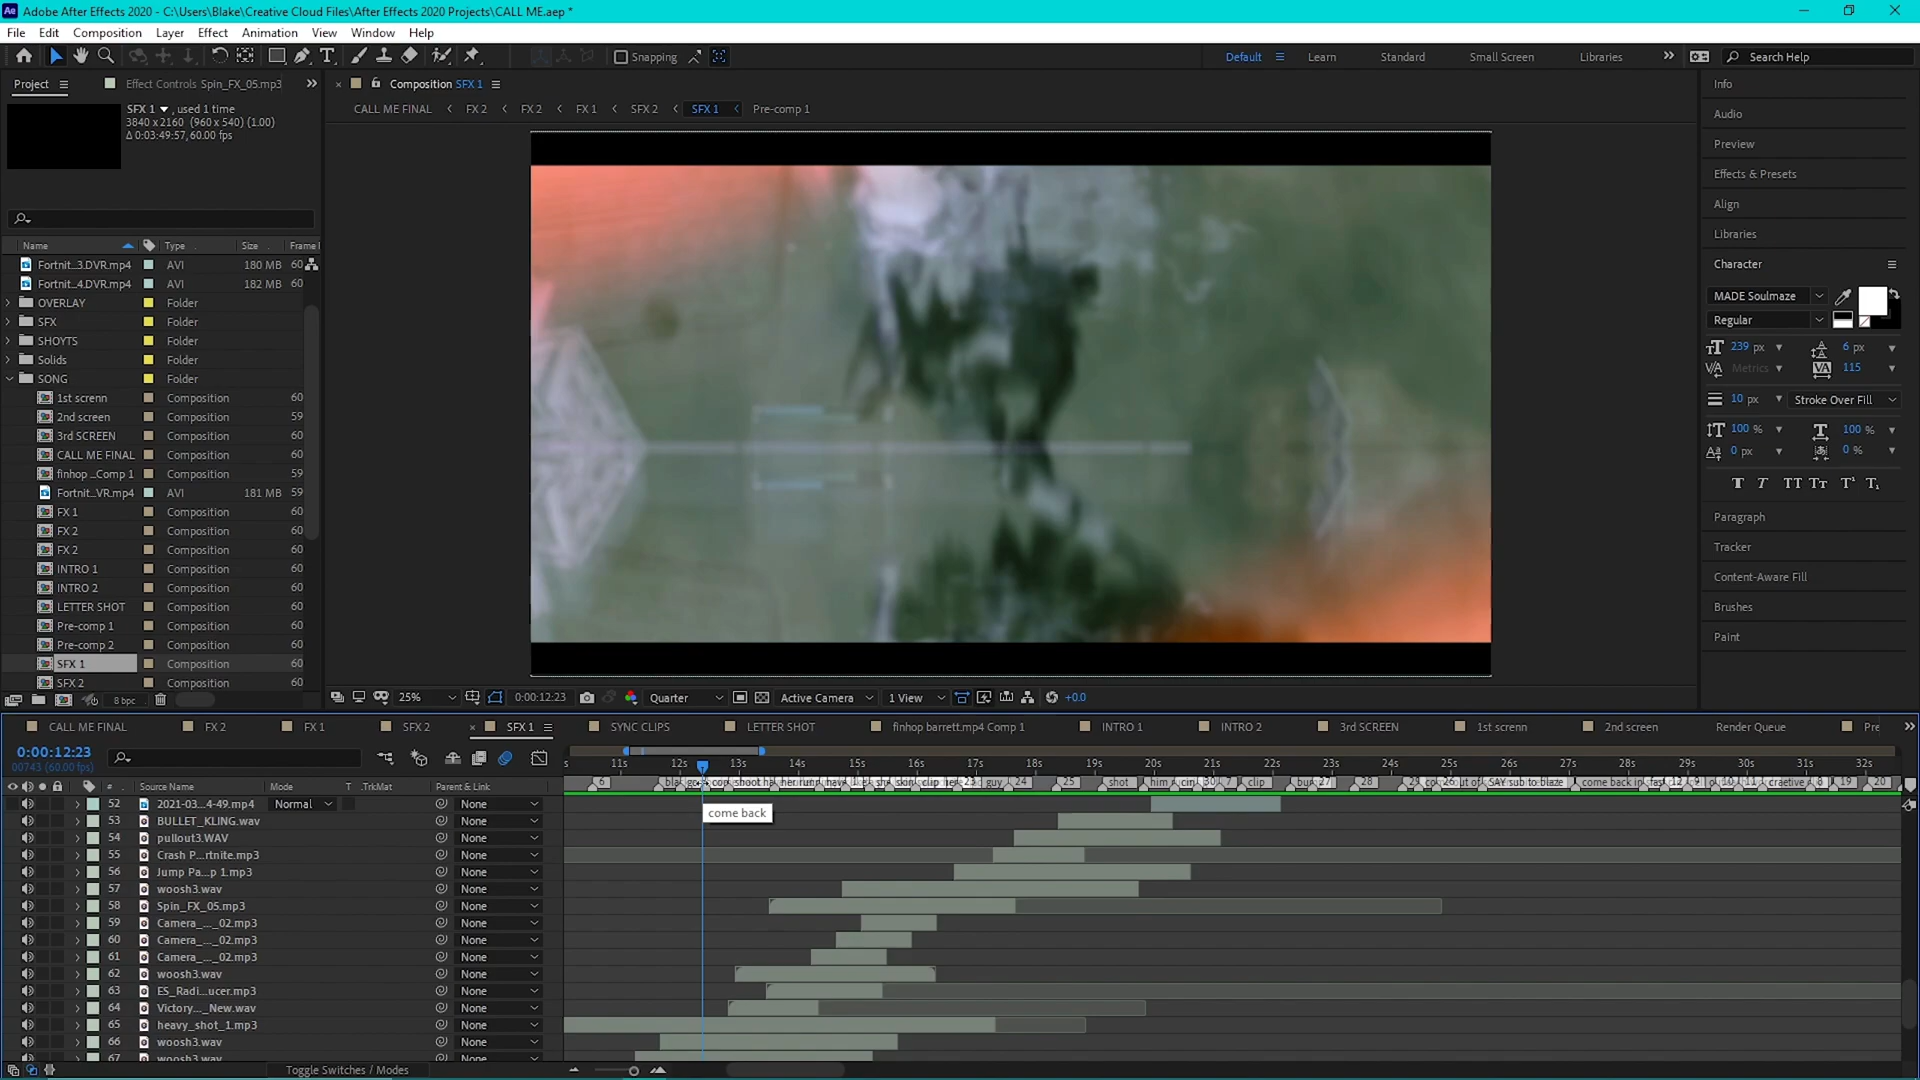 Adobe After Effects 2020 - C:\Users\Blake\Creative Cloud Files\After Effects 2020 Projects\CALL ME.aep *
File Edit Composition Layer Effect Animation View Window Help
Snapping
Default Learn Standard Small Screen Libraries Search Help
Project Effect Controls Spin_FX_05.mp3
Composition SFX 1
SFX 1 , used 1 time
3840 x 2160 (960 x 540) (1.00)
Δ 0:03:49:57, 60.00 fps
CALL ME FINAL FX 2 FX 2 FX 1 SFX 2 SFX 1 Pre-comp 1
Name Type Size Frame
Fortnit...3.DVR.mp4 AVI 180 MB 60
Fortnit...4.DVR.mp4 AVI 182 MB 60
OVERLAY Folder
SFX Folder
SHOYTS Folder
Solids Folder
SONG Folder
1st screnn Composition 60
2nd screen Composition 59
3rd SCREEN Composition 60
CALL ME FINAL Composition 60
finhop ...Comp 1 Composition 59
Fortnit...VR.mp4 AVI 181 MB 59
FX 1 Composition 60
FX 2 Composition 60
FX 2 Composition 60
INTRO 1 Composition 60
INTRO 2 Composition 60
LETTER SHOT Composition 60
Pre-comp 1 Composition 60
Pre-comp 2 Composition 60
SFX 1 Composition 60
SFX 2 Composition 60
8 bpc
25% 0:00:12:23 Quarter Active Camera 1 View +0.0
Info
Audio
Preview
Effects & Presets
Align
Libraries
Character
MADE Soulmaze
Regular
239 px 6 px
Metrics 115
10 px Stroke Over Fill
100 % 100 %
0 px 0 %
Paragraph
Tracker
Content-Aware Fill
Brushes
Paint
CALL ME FINAL FX 2 FX 1 SFX 2 SFX 1 SYNC CLIPS LETTER SHOT finhop barrett.mp4 Comp 1 INTRO 1 INTRO 2 3rd SCREEN 1st screnn 2nd screen Render Queue Pre
0:00:12:23
00743 (60.00 fps)
11s 12s 13s 14s 15s 16s 17s 18s 19s 20s 21s 22s 23s 24s 25s 26s 27s 28s 29s 30s 31s 32s
# Source Name Mode T .TrkMat Parent & Link
52 2021-03...4-49.mp4 Normal None
come back
53 BULLET_KLING.wav None
54 pullout3.WAV None
55 Crash P...rtnite.mp3 None
56 Jump Pa...p 1.mp3 None
57 woosh3.wav None
58 Spin_FX_05.mp3 None
59 Camera_..._02.mp3 None
60 Camera_..._02.mp3 None
61 Camera_..._02.mp3 None
62 woosh3.wav None
63 ES_Radi...ucer.mp3 None
64 Victory..._New.wav None
65 heavy_shot_1.mp3 None
66 woosh3.wav None
67 woosh3.wav None
Toggle Switches / Modes